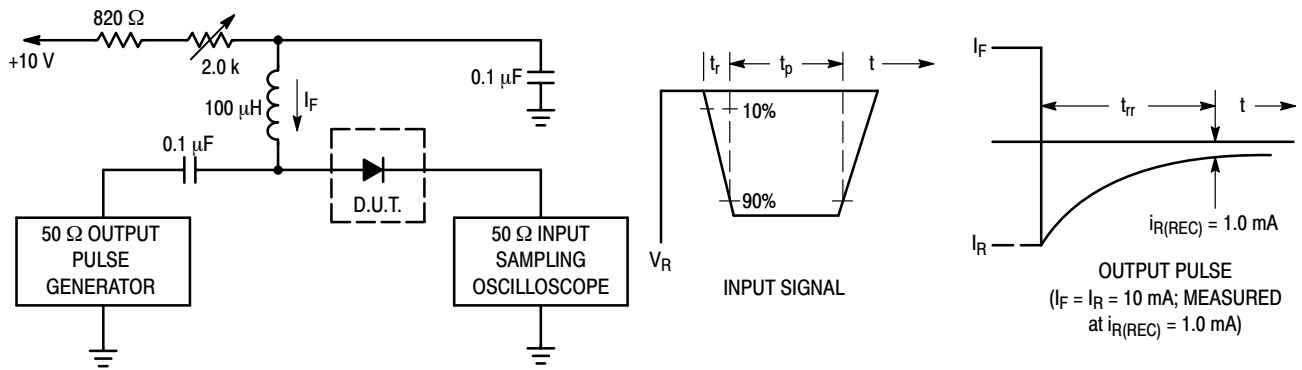 820 Ω
+10 V
2.0 k
100 μH
I_F
0.1 μF
0.1 μF
D.U.T.
50 Ω OUTPUT
PULSE
GENERATOR
50 Ω INPUT
SAMPLING
OSCILLOSCOPE
t_r
t_p
t
10%
90%
V_R
INPUT SIGNAL
I_F
t_rr
t
I_R
i_R(REC) = 1.0 mA
OUTPUT PULSE
(I_F = I_R = 10 mA; MEASURED
at i_R(REC) = 1.0 mA)